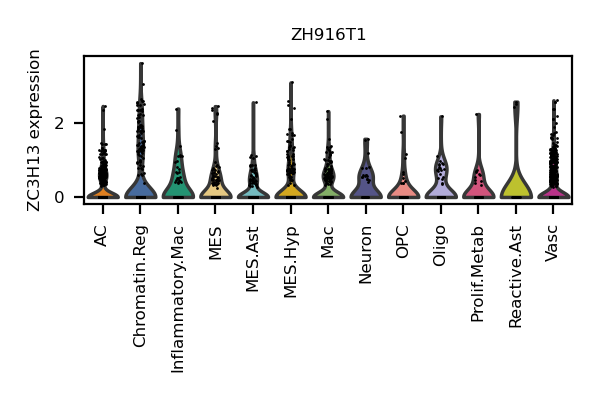 ZH916T1
ZC3H13 expression
2
0
AC
Chromatin.Reg
Inflammatory.Mac
MES
MES.Ast
MES.Hyp
Mac
Neuron
OPC
Oligo
Prolif.Metab
Reactive.Ast
Vasc